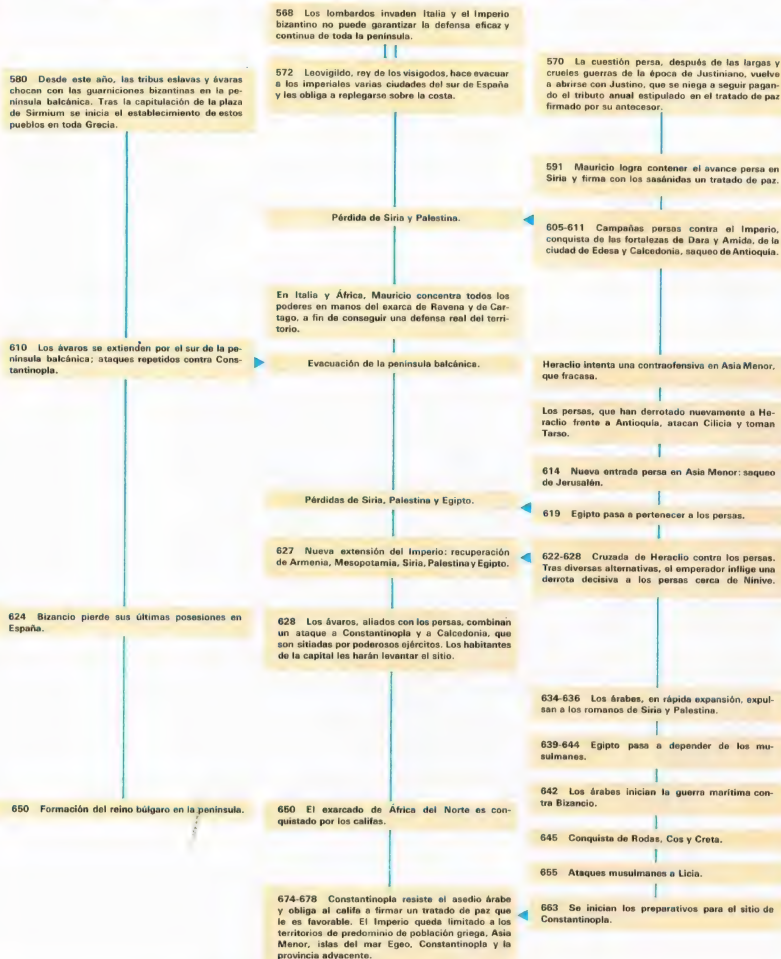 568 Los lombardos invaden Italia y el Imperio
bizantino no puede garantizar la defensa eficaz y
continua de toda la península.
580 Desde este año, las tribus eslavas y ávaras
chocan con las guarniciones bizantinas en la pe-
nínsula balcánica. Tras la capitulación de la plaza
de Sirmium se inicia el establecimiento de estos
pueblos en toda Grecia.
572 Leovigildo, rey de los visigodos, hace evacuar
a los imperiales varias ciudades del sur de España
y les obliga a replegarse sobre la costa.
570 La cuestión persa, después de las largas y
crueles guerras de la época de Justiniano, vuelve
a abrirse con Justino, que se niega a seguir pagan-
do el tributo anual estipulado en el tratado de paz
firmado por su antecesor.
591 Mauricio logra contener el avance persa en
Siria y firma con los sasánidas un tratado de paz.
Pérdida de Siria y Palestina.
605-611 Campañas persas contra el Imperio,
conquista de las fortalezas de Dara y Amida, de la
ciudad de Edesa y Calcedonia, saqueo de Antioquía.
En Italia y África, Mauricio concentra todos los
poderes en manos del exarca de Ravena y de Car-
tago, a fin de conseguir una defensa real del terri-
torio.
610 Los ávaros se extienden por el sur de la pe-
nínsula balcánica; ataques repetidos contra Cons-
tantinopla.
Evacuación de la península balcánica.
Heraclio intenta una contraofensiva en Asia Menor,
que fracasa.
Los persas, que han derrotado nuevamente a He-
raclio frente a Antioquía, atacan Cilicia y toman
Tarso.
614 Nueva entrada persa en Asia Menor: saqueo
de Jerusalén.
Pérdidas de Siria, Palestina y Egipto.
619 Egipto pasa a pertenecer a los persas.
627 Nueva extensión del Imperio: recuperación
de Armenia, Mesopotamia, Siria, Palestina y Egipto.
622-628 Cruzada de Heraclio contra los persas.
Tras diversas alternativas, el emperador inflige una
derrota decisiva a los persas cerca de Nínive.
624 Bizancio pierde sus últimas posesiones en
España.
628 Los ávaros, aliados con los persas, combinan
un ataque a Constantinopla y a Calcedonia, que
son sitiadas por poderosos ejércitos. Los habitantes
de la capital les harán levantar el sitio.
634-636 Los árabes, en rápida expansión, expul-
san a los romanos de Siria y Palestina.
639-644 Egipto pasa a depender de los mu-
sulmanes.
642 Los árabes inician la guerra marítima con-
tra Bizancio.
650 Formación del reino búlgaro en la península.
650 El exarcado de África del Norte es con-
quistado por los califas.
645 Conquista de Rodas, Cos y Creta.
655 Ataques musulmanes a Licia.
674-678 Constantinopla resiste el asedio árabe
y obliga al califa a firmar un tratado de paz que
le es favorable. El Imperio queda limitado a los
territorios de predominio de población griega, Asia
Menor, islas del mar Egeo, Constantinopla y la
provincia adyacente.
663 Se inician los preparativos para el sitio de
Constantinopla.